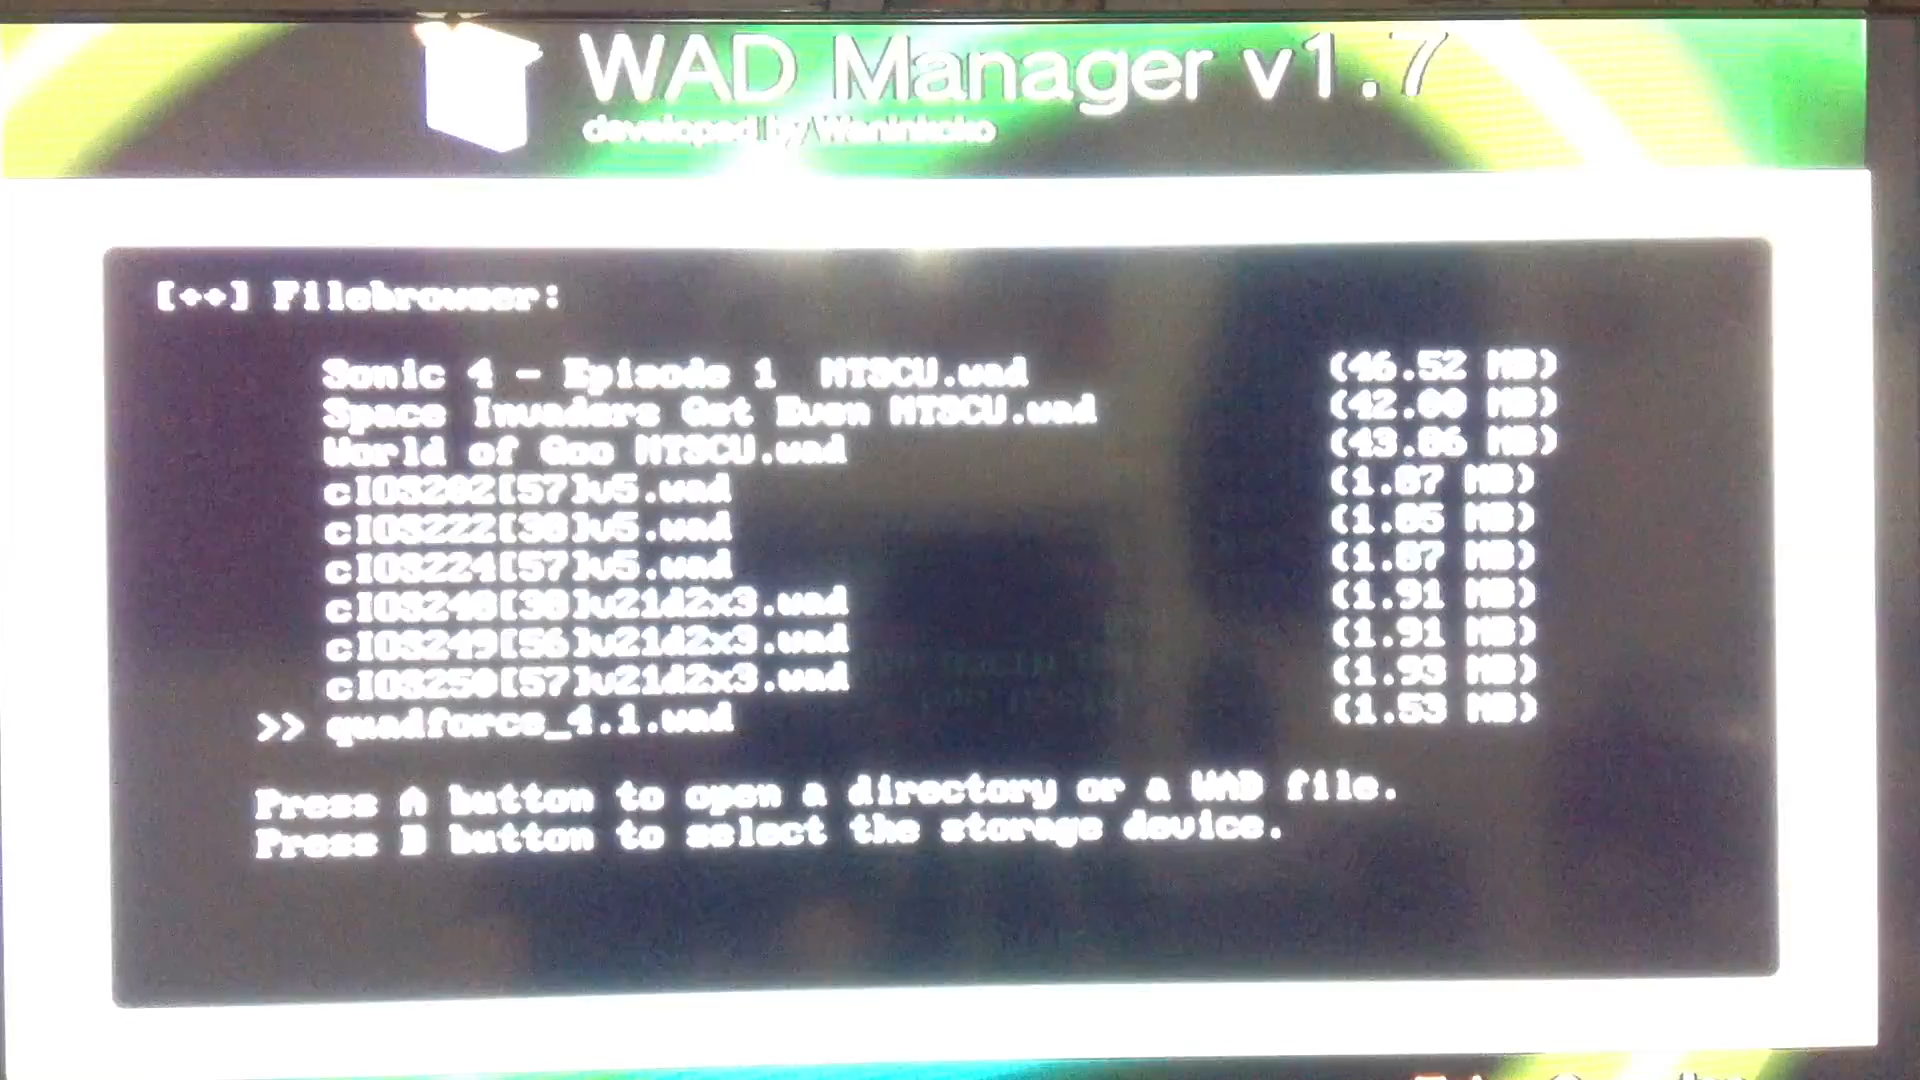 WAD Manager v1.7
developed by Waninkoko
[++] Filebrowser:
Sonic 4 - Episode 1  NTSCU.wad (46.52 MB)
Space Invaders Get Even NTSCU.wad (42.00 MB)
World of Goo NTSCU.wad (43.06 MB)
cIOS202[57]v5.wad (1.87 MB)
cIOS222[38]v5.wad (1.85 MB)
cIOS224[57]v5.wad (1.87 MB)
cIOS248[38]v21d2x3.wad (1.91 MB)
cIOS249[56]v21d2x3.wad (1.91 MB)
cIOS250[57]v21d2x3.wad (1.93 MB)
>> quadforce_4.1.wad (1.53 MB)
Press A button to open a directory or a WAD file.
Press B button to select the storage device.